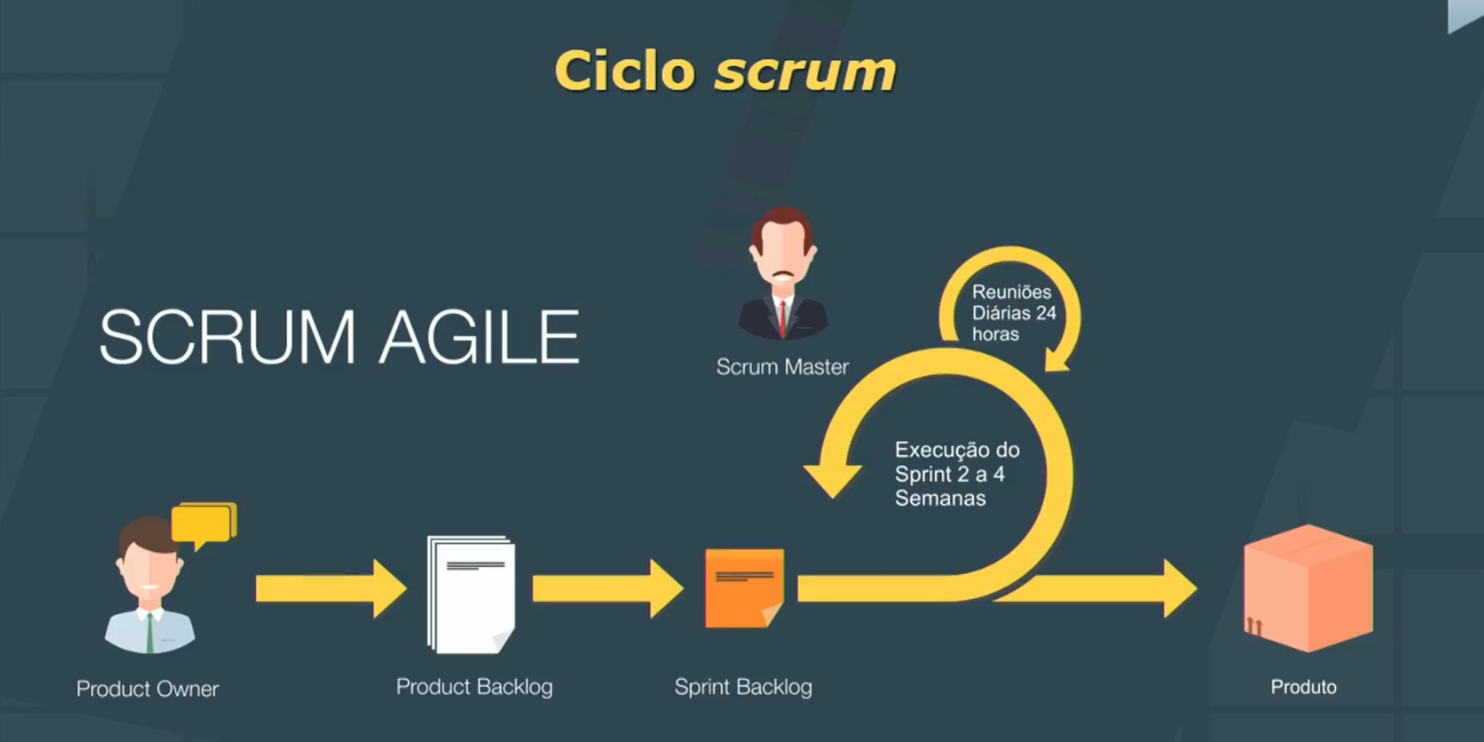 Ciclo scrum
SCRUM AGILE
Scrum Master
Reuniões
Diárias 24
horas
Execução do
Sprint 2 a 4
Semanas
Product Owner
Product Backlog
Sprint Backlog
Produto